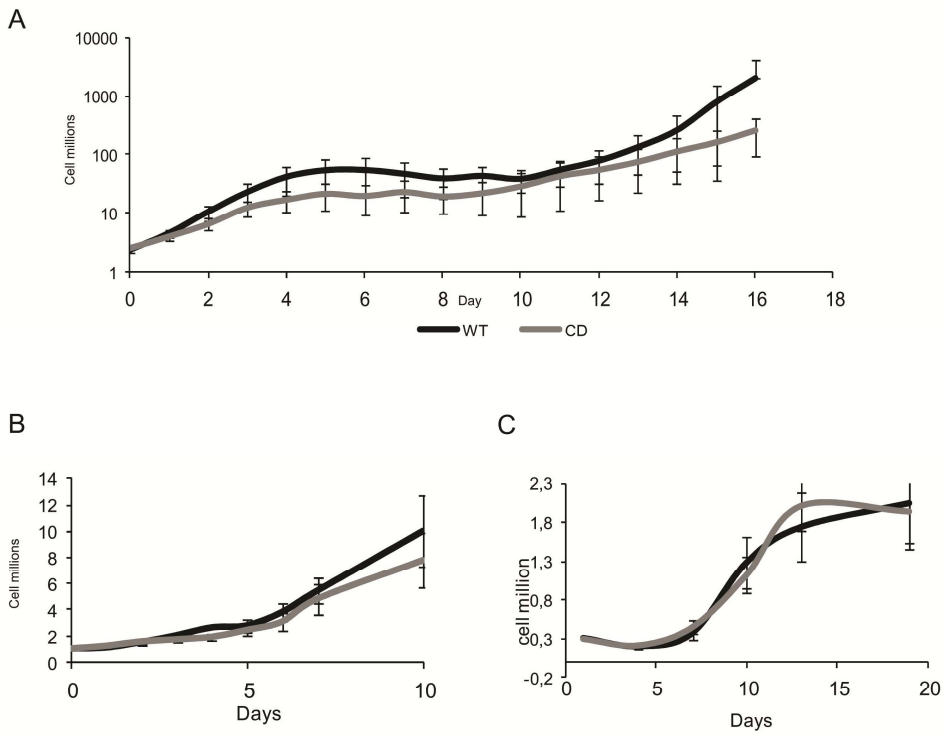 A
10000
1000
100
10
1
Cell millions
0 2 4 6 8 Day 10 12 14 16 18
WT CD
B
14
12
10
8
6
4
2
0
Cell millions
0 5 10
Days
C
2,3
1,8
1,3
0,8
0,3
-0,2
cell million
0 5 10 15 20
Days